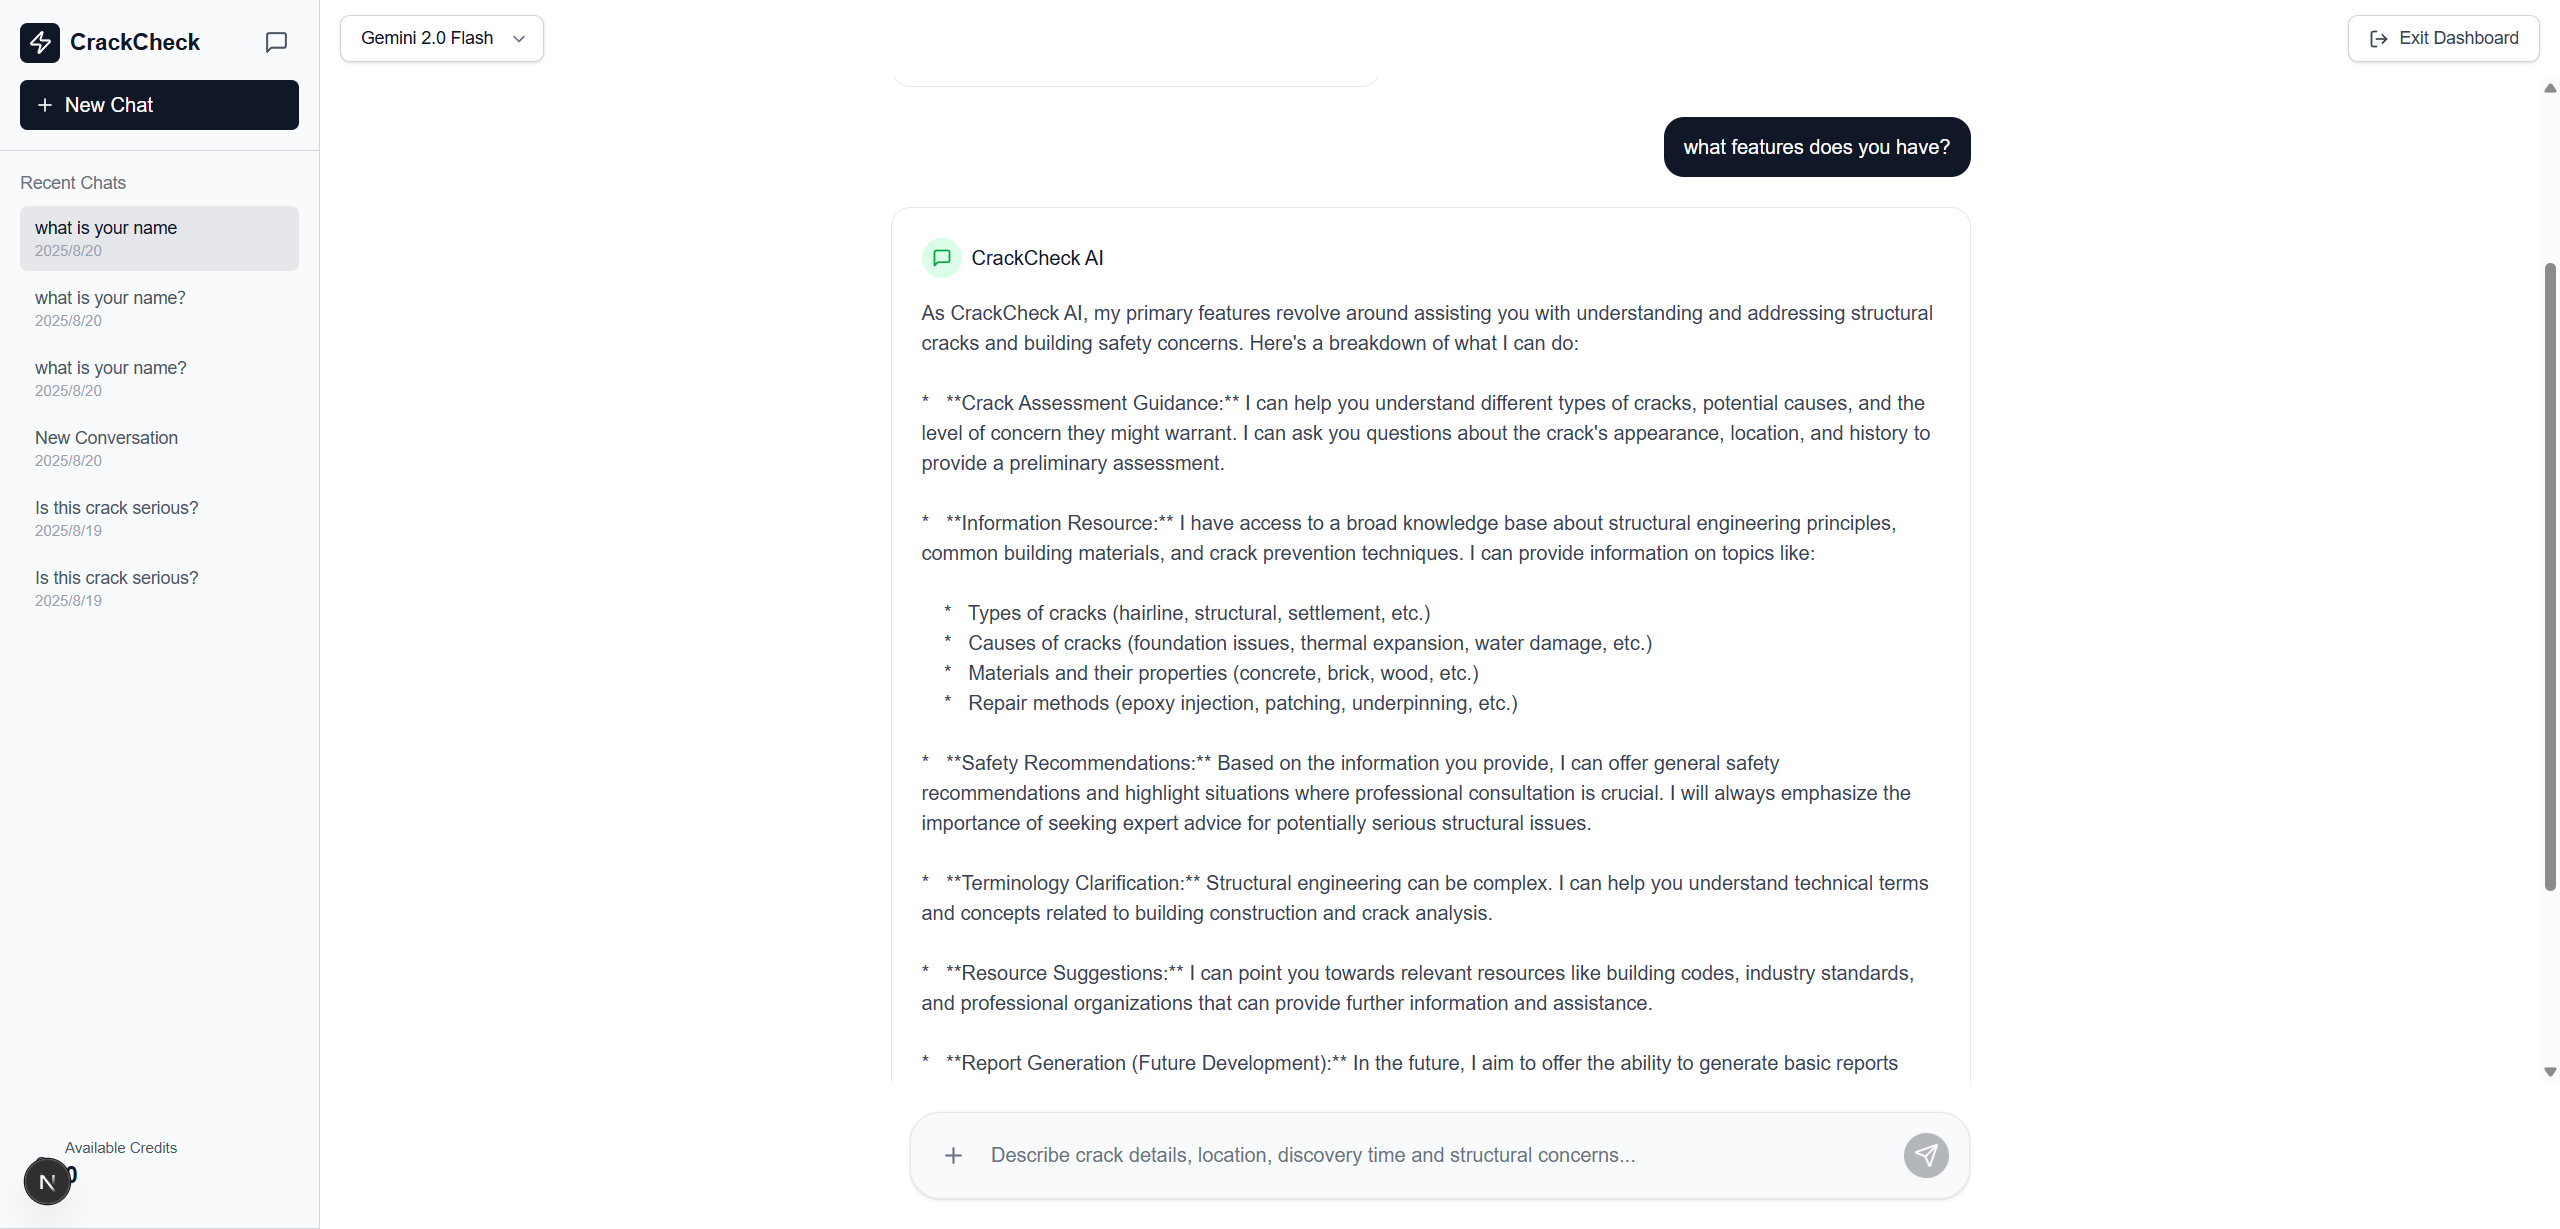 CrackCheck
New Chat
Recent Chats
what is your name
2025/8/20
what is your name?
2025/8/20
what is your name?
2025/8/20
New Conversation
2025/8/20
Is this crack serious?
2025/8/19
Is this crack serious?
2025/8/19
Available Credits
0
N
Gemini 2.0 Flash
Exit Dashboard
what features does you have?
CrackCheck AI
As CrackCheck AI, my primary features revolve around assisting you with understanding and addressing structural
cracks and building safety concerns. Here's a breakdown of what I can do:
*   **Crack Assessment Guidance:** I can help you understand different types of cracks, potential causes, and the
level of concern they might warrant. I can ask you questions about the crack's appearance, location, and history to
provide a preliminary assessment.
*   **Information Resource:** I have access to a broad knowledge base about structural engineering principles,
common building materials, and crack prevention techniques. I can provide information on topics like:
*   Types of cracks (hairline, structural, settlement, etc.)
*   Causes of cracks (foundation issues, thermal expansion, water damage, etc.)
*   Materials and their properties (concrete, brick, wood, etc.)
*   Repair methods (epoxy injection, patching, underpinning, etc.)
*   **Safety Recommendations:** Based on the information you provide, I can offer general safety
recommendations and highlight situations where professional consultation is crucial. I will always emphasize the
importance of seeking expert advice for potentially serious structural issues.
*   **Terminology Clarification:** Structural engineering can be complex. I can help you understand technical terms
and concepts related to building construction and crack analysis.
*   **Resource Suggestions:** I can point you towards relevant resources like building codes, industry standards,
and professional organizations that can provide further information and assistance.
*   **Report Generation (Future Development):** In the future, I aim to offer the ability to generate basic reports
Describe crack details, location, discovery time and structural concerns...